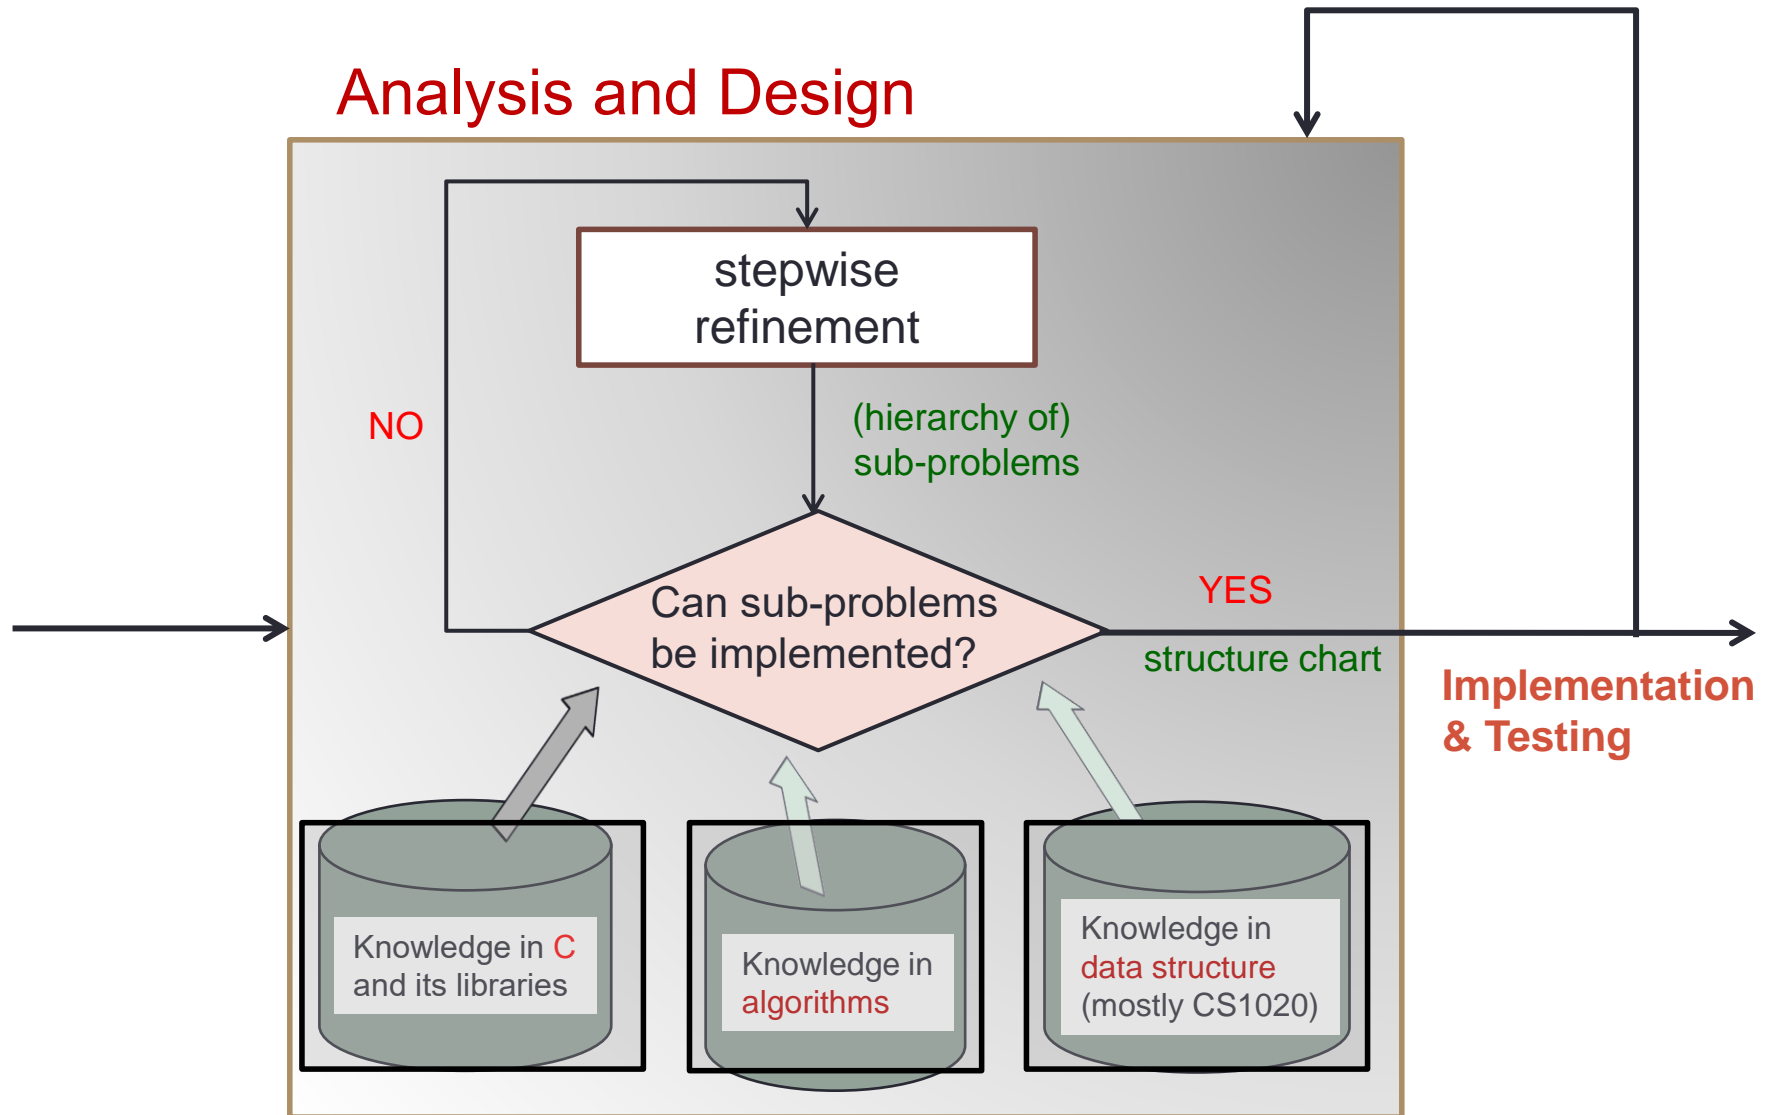 Analysis and Design
stepwise
refinement
NO
(hierarchy of)
sub-problems
Can sub-problems
be implemented?
YES
structure chart
Implementation
& Testing
Knowledge in C
and its libraries
Knowledge in
algorithms
Knowledge in
data structure
(mostly CS1020)